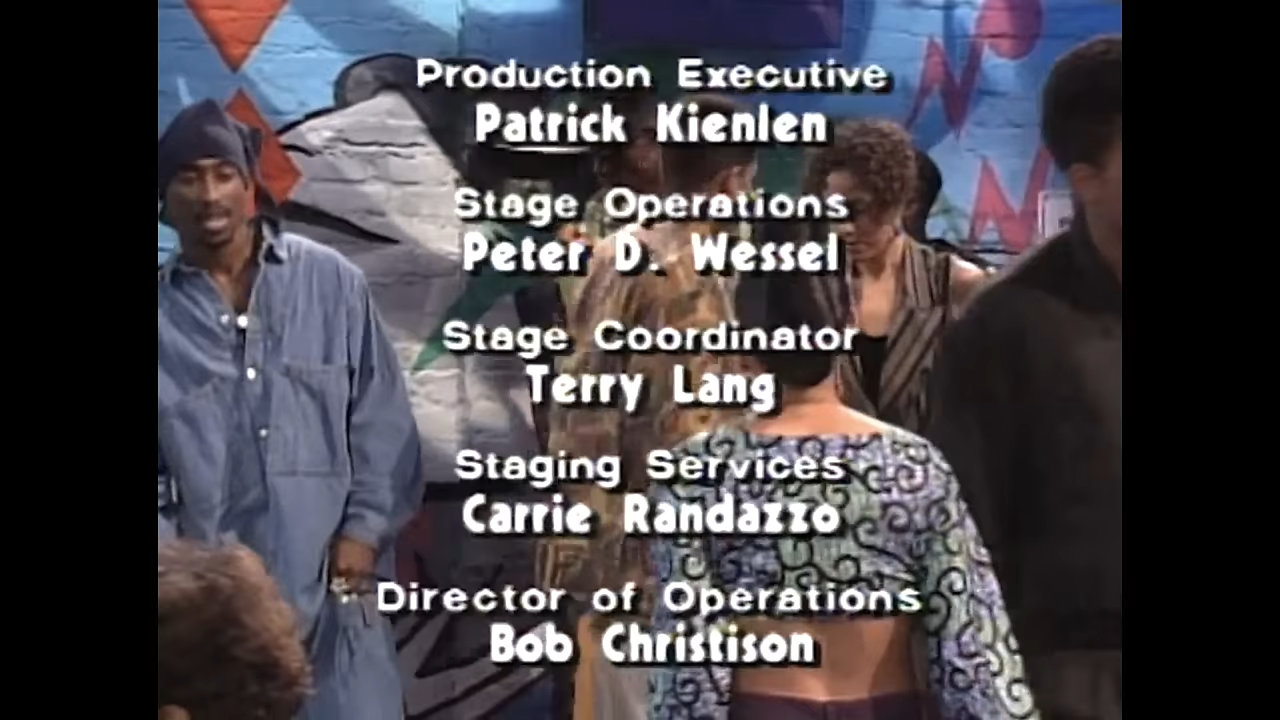 Production Executive
Patrick Kienlen
Stage Operations
Peter D. Wessel
Stage Coordinator
Terry Lang
Staging Services
Carrie Randazzo
Director of Operations
Bob Christison